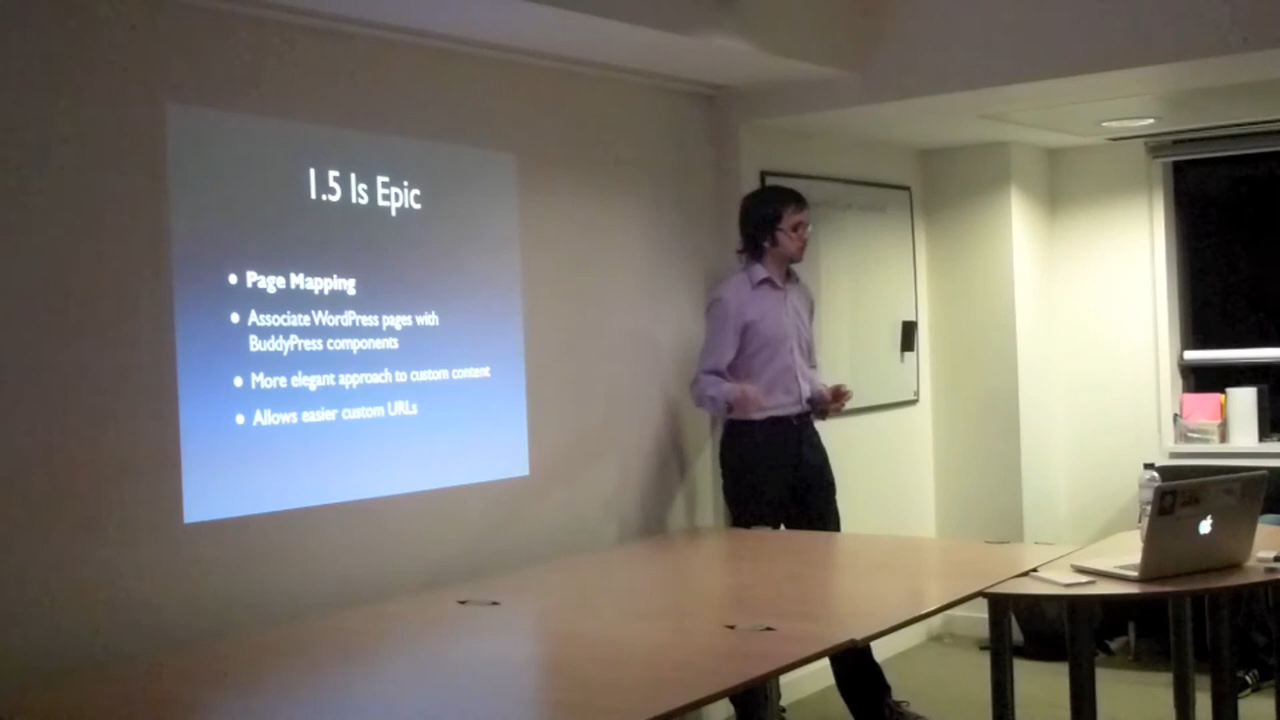 1.5 Is Epic
• Page Mapping
• Associate WordPress pages with
BuddyPress components
• More elegant approach to custom content
• Allows easier custom URLs